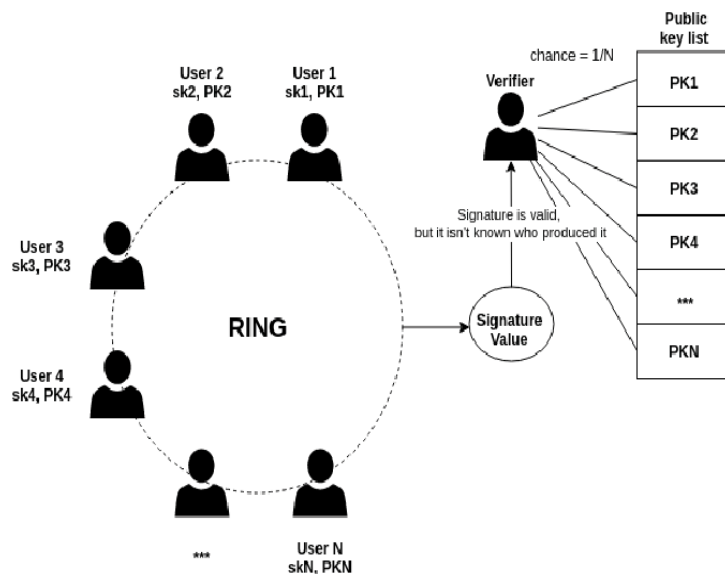 Public
key list
chance = 1/N
User 2
sk2, PK2
User 1
sk1, PK1
Verifier
PK1
PK2
PK3
Signature is valid,
but it isn't known who produced it
PK4
User 3
sk3, PK3
***
RING
Signature
Value
PKN
User 4
sk4, PK4
***
User N
skN, PKN